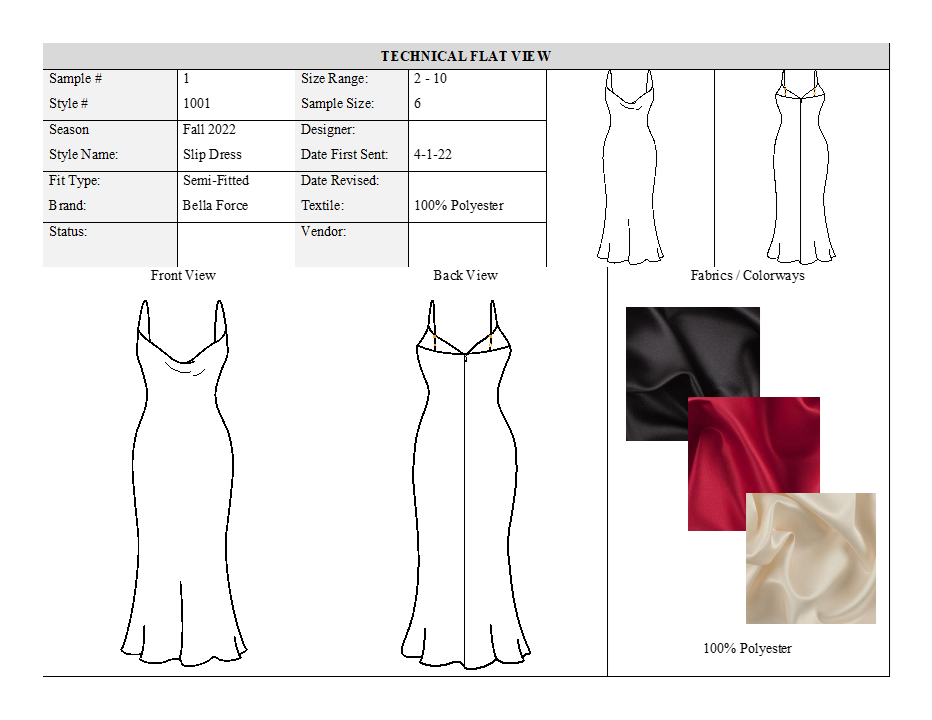 TECHNICAL FLAT VIEW
Sample # 1 Size Range: 2 - 10
Style # 1001 Sample Size: 6
Season Fall 2022 Designer:
Style Name: Slip Dress Date First Sent: 4-1-22
Fit Type: Semi-Fitted Date Revised:
Brand: Bella Force Textile: 100% Polyester
Status: Vendor:
Front View Back View Fabrics / Colorways
100% Polyester